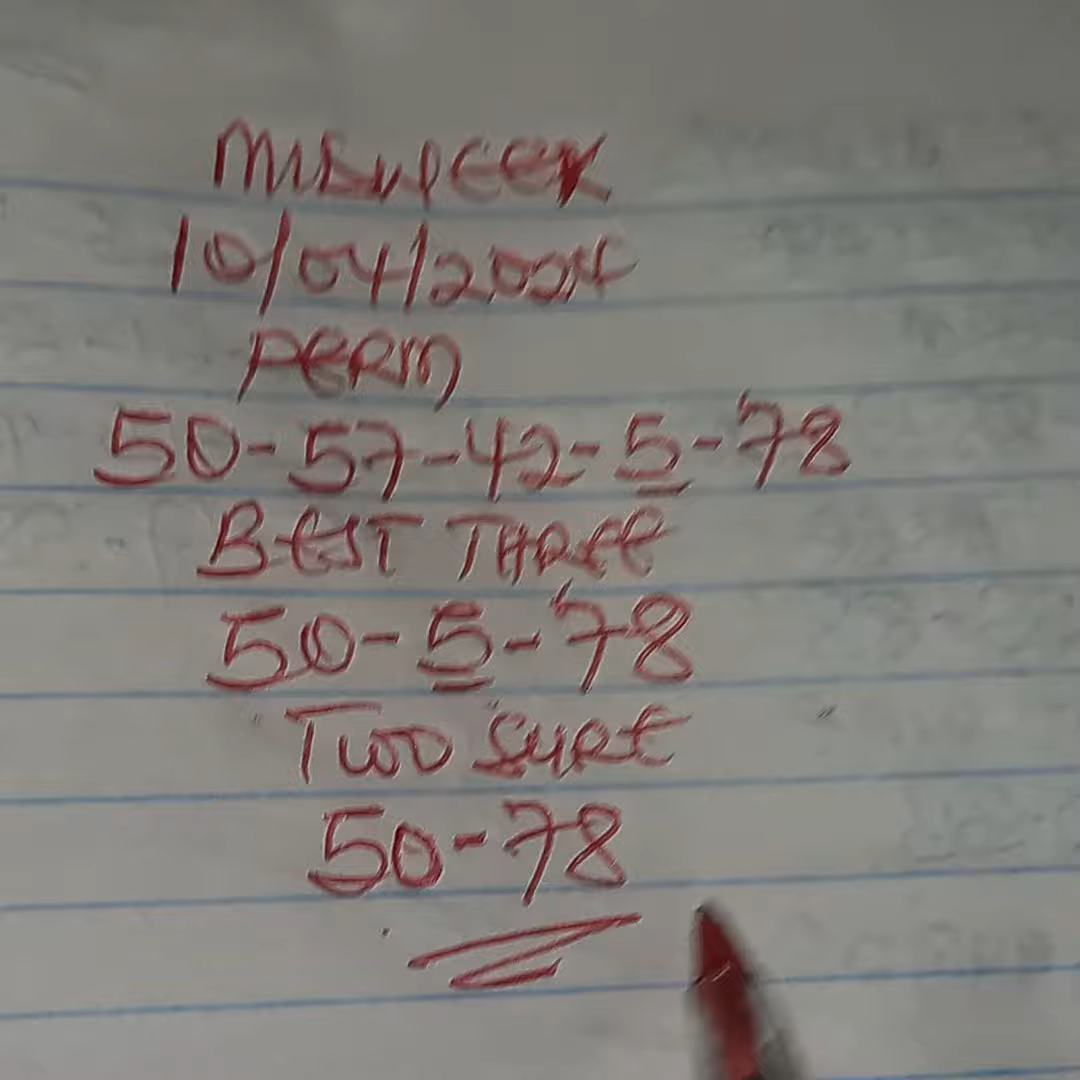 MIDWEEK
10/04/2024
PERM
50-57-42-5-78
BEST THREE
50-5-78
TWO SURE
50-78